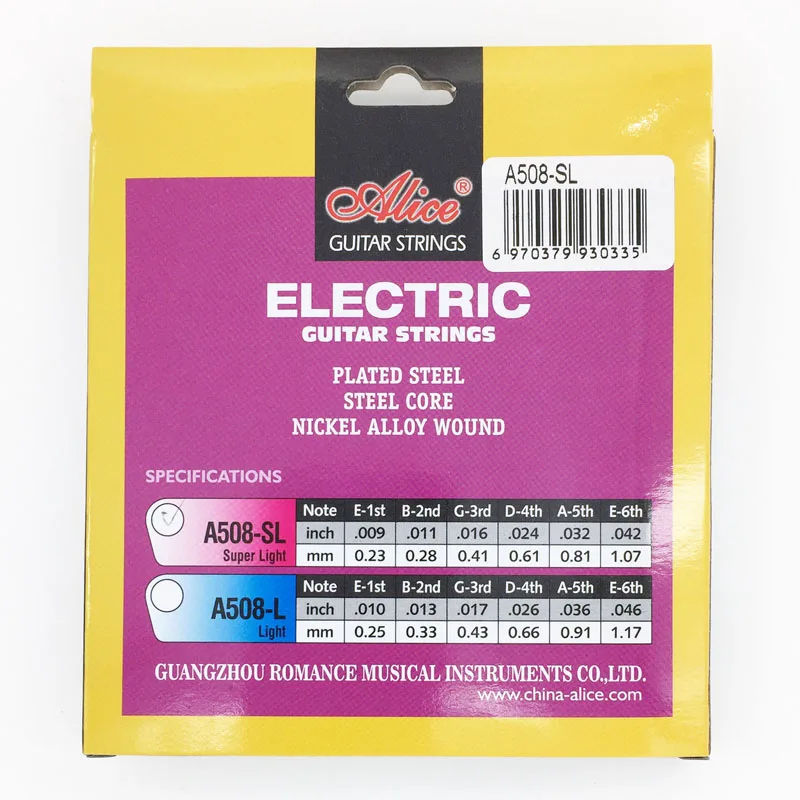 Alice®
GUITAR STRINGS
A508-SL
6 970379 930335
ELECTRIC
GUITAR STRINGS
PLATED STEEL
STEEL CORE
NICKEL ALLOY WOUND
SPECIFICATIONS
A508-SL
Super Light
Note E-1st B-2nd G-3rd D-4th A-5th E-6th
inch .009 .011 .016 .024 .032 .042
mm 0.23 0.28 0.41 0.61 0.81 1.07
A508-L
Light
Note E-1st B-2nd G-3rd D-4th A-5th E-6th
inch .010 .013 .017 .026 .036 .046
mm 0.25 0.33 0.43 0.66 0.91 1.17
GUANGZHOU ROMANCE MUSICAL INSTRUMENTS CO.,LTD.
www.china-alice.com